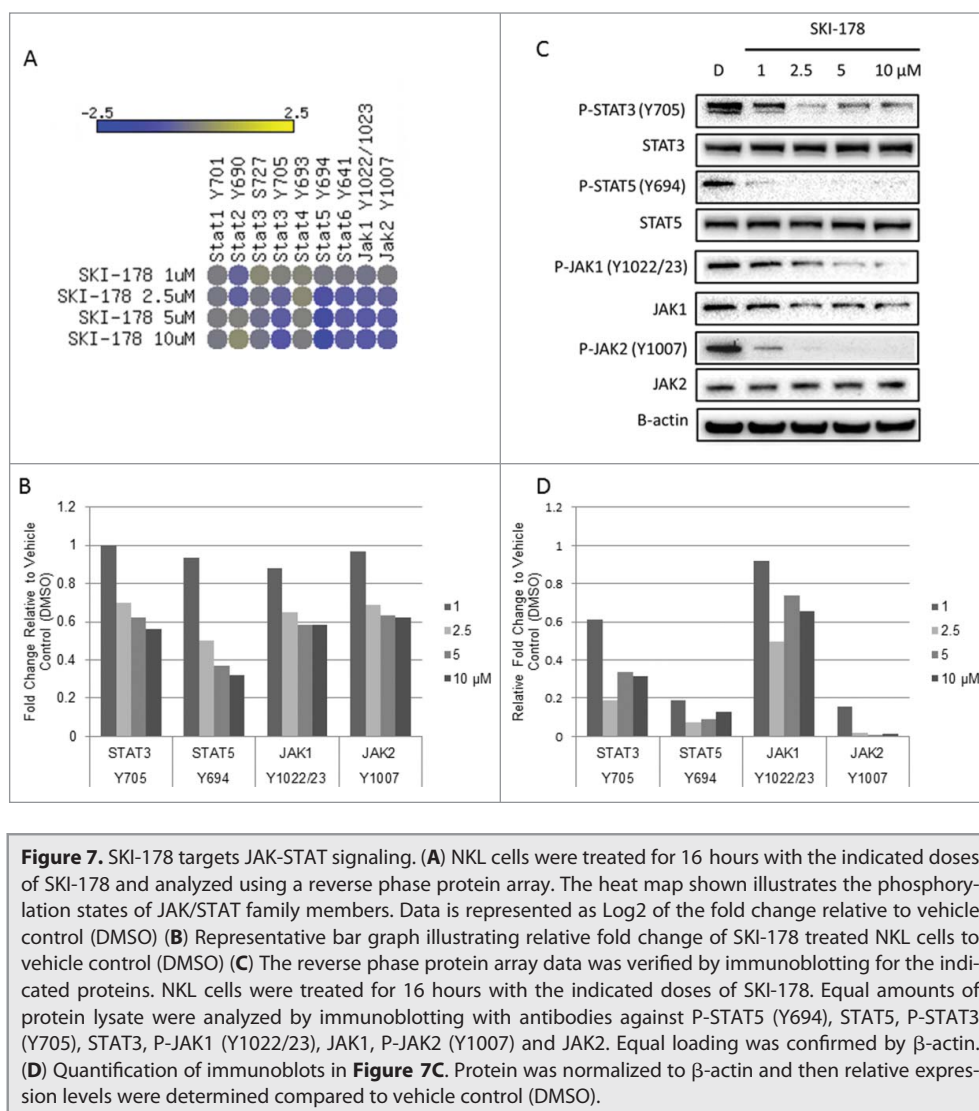 A
-2.5 2.5
Stat1 Y701
Stat2 Y690
Stat3 S727
Stat3 Y705
Stat4 Y693
Stat5 Y694
Stat6 Y641
Jak1 Y1022/1023
Jak2 Y1007
SKI-178 1uM
SKI-178 2.5uM
SKI-178 5uM
SKI-178 10uM
C
SKI-178
D 1 2.5 5 10 μM
P-STAT3 (Y705)
STAT3
P-STAT5 (Y694)
STAT5
P-JAK1 (Y1022/23)
JAK1
P-JAK2 (Y1007)
JAK2
B-actin
B
Fold Change Relative to Vehicle
Control (DMSO)
1.2
1
0.8
0.6
0.4
0.2
0
STAT3 STAT5 JAK1 JAK2
Y705 Y694 Y1022/23 Y1007
1
2.5
5
10 μM
D
Relative Fold Change to Vehicle
Control (DMSO)
1.2
1
0.8
0.6
0.4
0.2
0
STAT3 STAT5 JAK1 JAK2
Y705 Y694 Y1022/23 Y1007
1
2.5
5
10 μM
Figure 7. SKI-178 targets JAK-STAT signaling. (A) NKL cells were treated for 16 hours with the indicated doses
of SKI-178 and analyzed using a reverse phase protein array. The heat map shown illustrates the phosphory-
lation states of JAK/STAT family members. Data is represented as Log2 of the fold change relative to vehicle
control (DMSO) (B) Representative bar graph illustrating relative fold change of SKI-178 treated NKL cells to
vehicle control (DMSO) (C) The reverse phase protein array data was verified by immunoblotting for the indi-
cated proteins. NKL cells were treated for 16 hours with the indicated doses of SKI-178. Equal amounts of
protein lysate were analyzed by immunoblotting with antibodies against P-STAT5 (Y694), STAT5, P-STAT3
(Y705), STAT3, P-JAK1 (Y1022/23), JAK1, P-JAK2 (Y1007) and JAK2. Equal loading was confirmed by β-actin.
(D) Quantification of immunoblots in Figure 7C. Protein was normalized to β-actin and then relative expres-
sion levels were determined compared to vehicle control (DMSO).